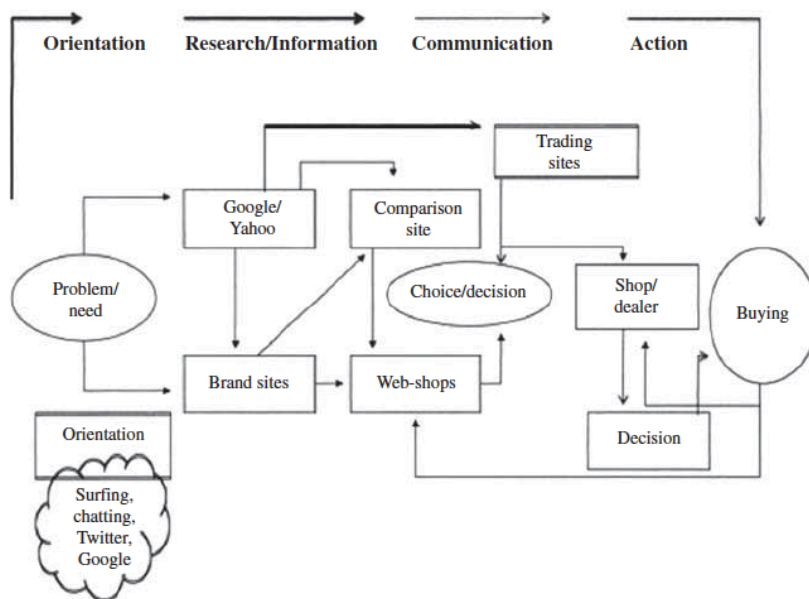 Orientation
Research/Information
Communication
Action
Trading
sites
Google/
Yahoo
Comparison
site
Problem/
need
Choice/decision
Shop/
dealer
Buying
Brand sites
Web-shops
Orientation
Decision
Surfing,
chatting,
Twitter,
Google